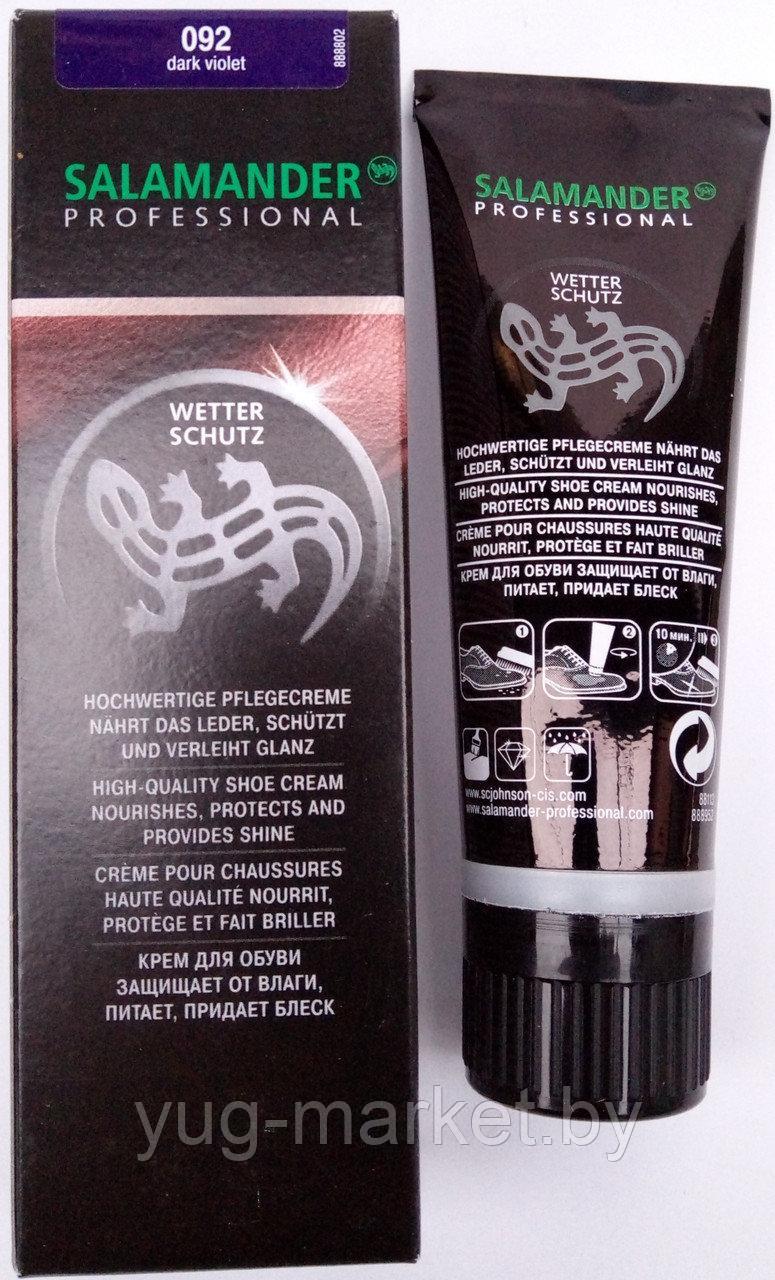 092
dark violet
888802
SALAMANDER
PROFESSIONAL
WETTER
SCHUTZ
HOCHWERTIGE PFLEGECREME
NÄHRT DAS LEDER, SCHÜTZT
UND VERLEIHT GLANZ
HIGH-QUALITY SHOE CREAM
NOURISHES, PROTECTS AND
PROVIDES SHINE
CRÈME POUR CHAUSSURES
HAUTE QUALITÉ NOURRIT,
PROTÈGE ET FAIT BRILLER
КРЕМ ДЛЯ ОБУВИ
ЗАЩИЩАЕТ ОТ ВЛАГИ,
ПИТАЕТ, ПРИДАЕТ БЛЕСК
SALAMANDER
PROFESSIONAL
WETTER
SCHUTZ
HOCHWERTIGE PFLEGECREME NÄHRT DAS
LEDER, SCHÜTZT UND VERLEIHT GLANZ
HIGH-QUALITY SHOE CREAM NOURISHES,
PROTECTS AND PROVIDES SHINE
CRÈME POUR CHAUSSURES HAUTE QUALITÉ
NOURRIT, PROTÈGE ET FAIT BRILLER
КРЕМ ДЛЯ ОБУВИ ЗАЩИЩАЕТ ОТ ВЛАГИ,
ПИТАЕТ, ПРИДАЕТ БЛЕСК
1
2
10 мин.
3
www.scjohnson-cis.com
www.salamander-professional.com
888952
yug-market.by